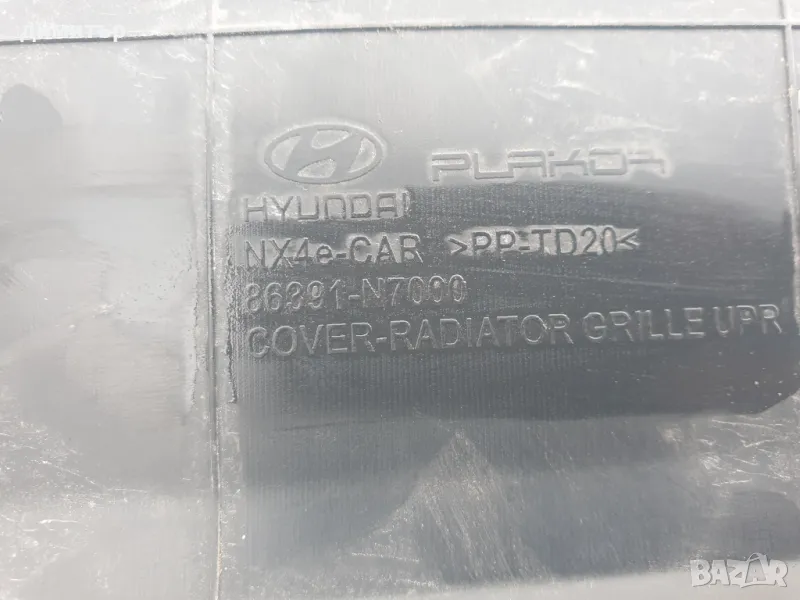 PLAKOR
HYUNDAI
NX4e-CAR >PP-TD20<
86391-N7000
COVER-RADIATOR GRILLE UPR
BAZAR